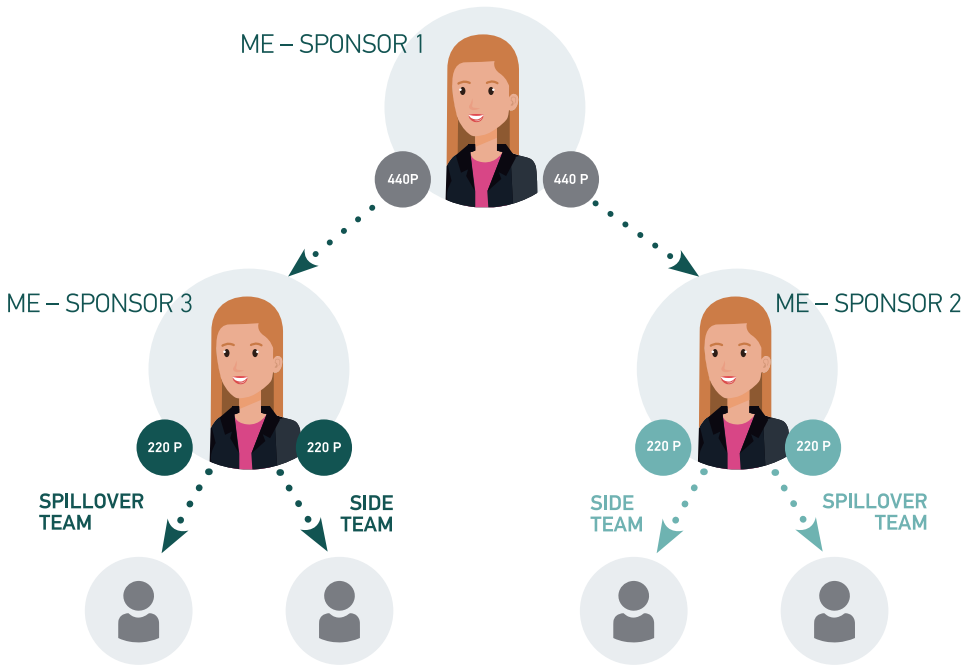 ME – SPONSOR 1
440P
440 P
ME – SPONSOR 3
ME – SPONSOR 2
220 P
220 P
220 P
220 P
SPILLOVER
TEAM
SIDE
TEAM
SIDE
TEAM
SPILLOVER
TEAM